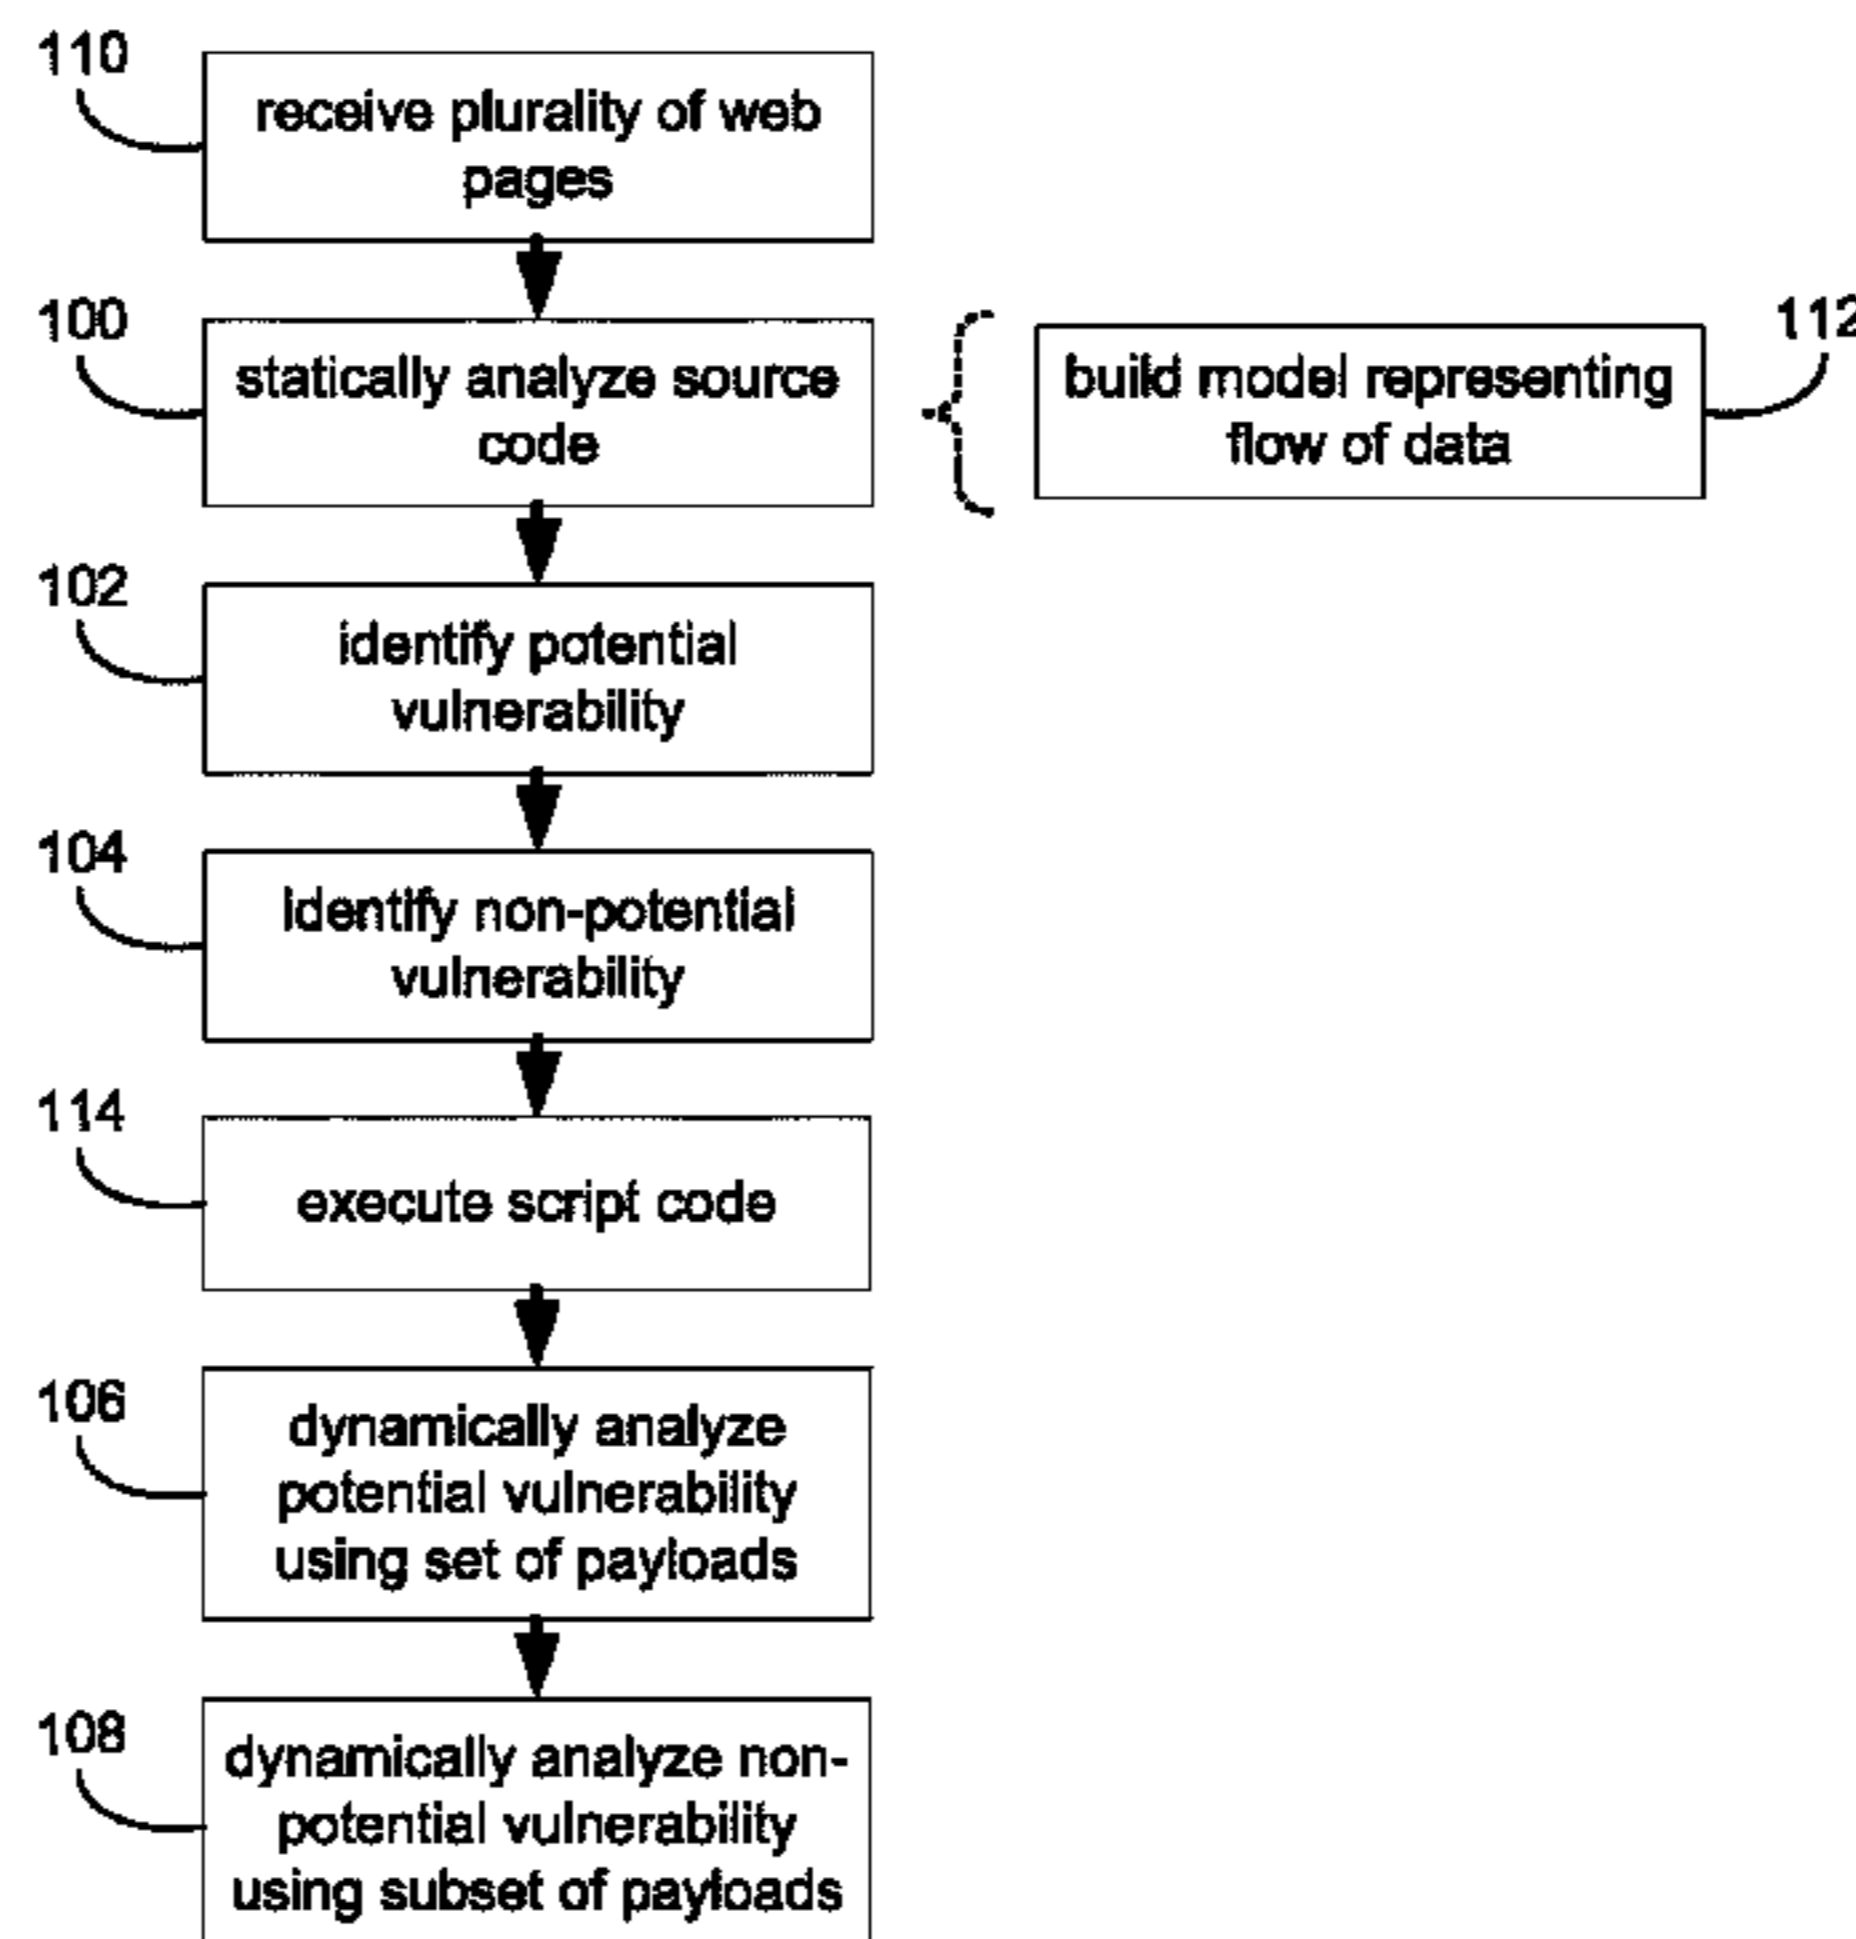 110
receive plurality of web
pages
100
statically analyze source
code
112
build model representing
flow of data
102
identify potential
vulnerability
104
identify non-potential
vulnerability
114
execute script code
106
dynamically analyze
potential vulnerability
using set of payloads
108
dynamically analyze non-
potential vulnerability
using subset of payloads